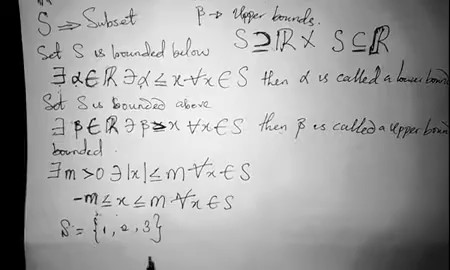 S ⇒ Subset β → Upper bounds.
Set S is bounded below S ⊇ ℝ X S ⊆ ℝ
∃ α ∈ ℝ ∋ α ≤ x ∀ x ∈ S then α is called a lower bound
Set S is bounded above
∃ β ∈ ℝ ∋ β ≥ x ∀ x ∈ S then β is called a Upper boun
bounded.
∃ m > 0 ∋ |x| ≤ m ∀ x ∈ S
-m ≤ x ≤ m ∀ x ∈ S
S = {1, 2, 3}